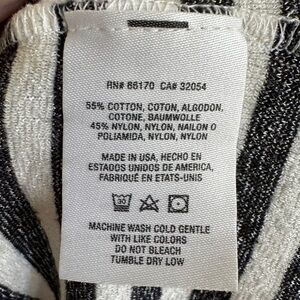 RN# 66170 CA# 32054
55% COTTON, COTON, ALGODON,
COTONE, BAUMWOLLE
45% NYLON, NYLON, NAILON O
POLIAMIDA, NYLON, NYLON
MADE IN USA, HECHO EN
ESTADOS UNIDOS DE AMERICA,
FABRIQUÉ EN ETATS-UNIS
30
MACHINE WASH COLD GENTLE
WITH LIKE COLORS
DO NOT BLEACH
TUMBLE DRY LOW